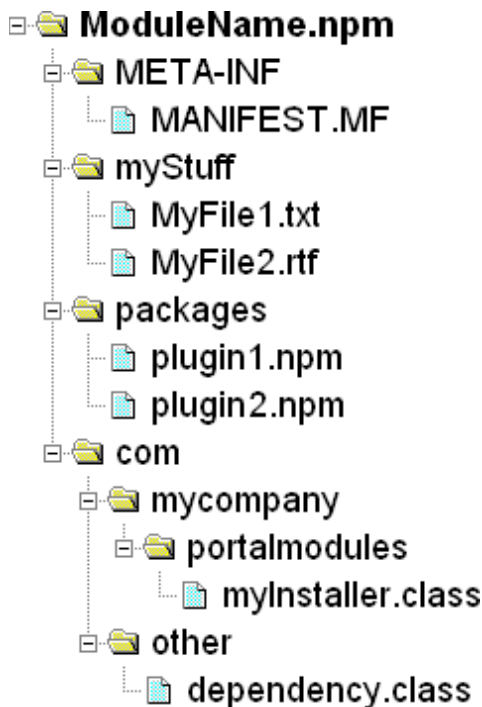 ModuleName.npm
META-INF
MANIFEST.MF
myStuff
MyFile1.txt
MyFile2.rtf
packages
plugin1.npm
plugin2.npm
com
mycompany
portalmodules
myInstaller.class
other
dependency.class